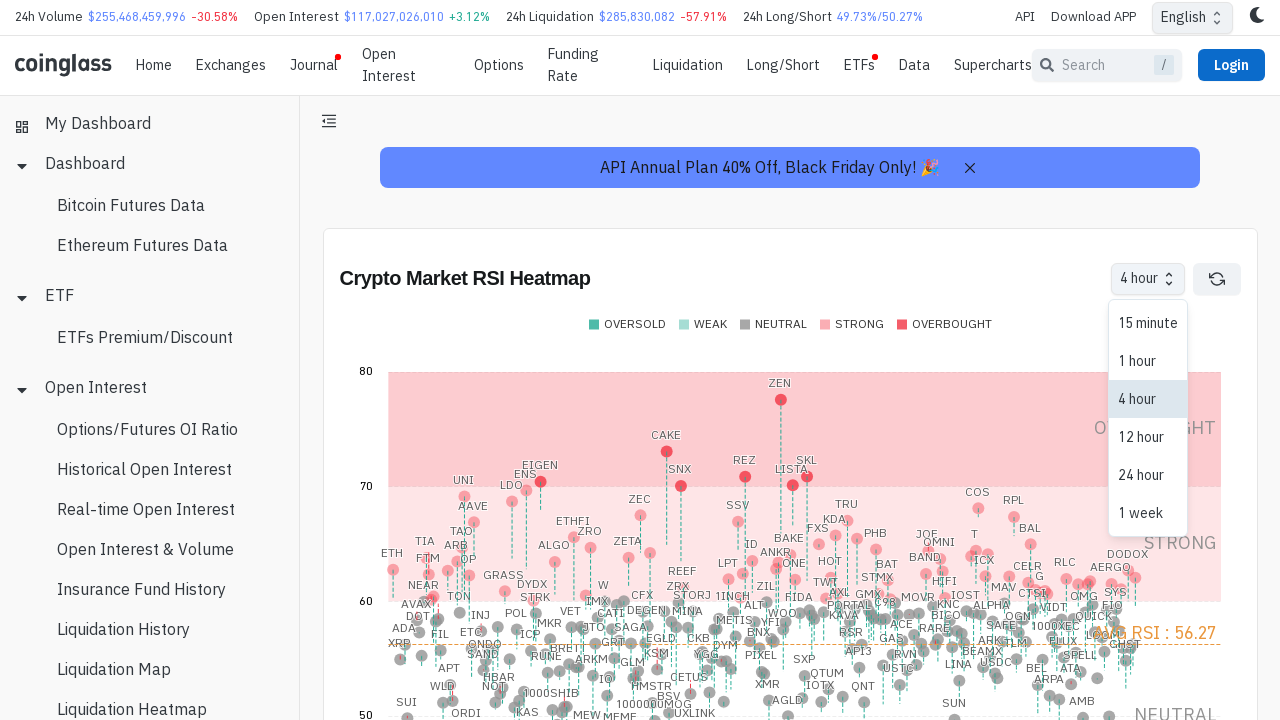 24h Volume $255,468,459,996 -30.58% Open Interest $117,027,026,010 +3.12% 24h Liquidation $285,830,082 -57.91% 24h Long/Short 49.73%/50.27% API Download APP English
coinglass Home Exchanges Journal Open Interest Options Funding Rate Liquidation Long/Short ETFs Data Supercharts Search / Login
My Dashboard
Dashboard
Bitcoin Futures Data
Ethereum Futures Data
ETF
ETFs Premium/Discount
Open Interest
Options/Futures OI Ratio
Historical Open Interest
Real-time Open Interest
Open Interest & Volume
Insurance Fund History
Liquidation History
Liquidation Map
Liquidation Heatmap
API Annual Plan 40% Off, Black Friday Only! 🎉
Crypto Market RSI Heatmap
4 hour
15 minute
1 hour
4 hour
12 hour
24 hour
1 week
OVERSOLD WEAK NEUTRAL STRONG OVERBOUGHT
80
ZEN
CAKE
EIGEN SNX REZ LISTA SKL
70
UNI LDO ENS
AAVE ZEC SSV TRU COS RPL
TAO ETHFI ZRO KDA FXS PHB T BAL
STRONG
ETH TIA ARB OP ALGO ZETA ID BAKE JOE OMNI DODOX
FTM ANKR ONE HOT BAND ICX RLC AERGO
NEAR GRASS DYDX W REEF LPT TWT STMX BAT HIFI CELR G
TON STRK IMX CFX ZRX STORJ 1INCH ZIL FIDA AXL GMX C98 MOVR IOST MAV CTSI OMG SYS
60
AVAX INJ POL VET CATI DEGEN NINA ALT WOO PORTAL KNC ALPHA VIDT FIO
DOT MKR JTO SAGA METIS YFI KAVA ACE BICO OGN QUICK
ADA FIL ETC ICP EGLD CKB BNX RSR RARE SAFE 1000XEC
AVG RSI : 56.27
XRP ONDO BRETT GRT DYM GAS ARK TLM FLUX GHST
SAND RUNE ARKM GLM KSM YGG PIXEL SXP API3 RVN BEAMX SPELL
APT HBAR IQ CETUS QTUM USTC LINA USDC BEL ATA
WLD NOT 1000SHIB HMSTR BSV XMR IOTX QNT ARPA
SUI 1000000MOG AGLD SUN AMB
ORDI KAS MEW MEME UXLINK
50
NEUTRAL